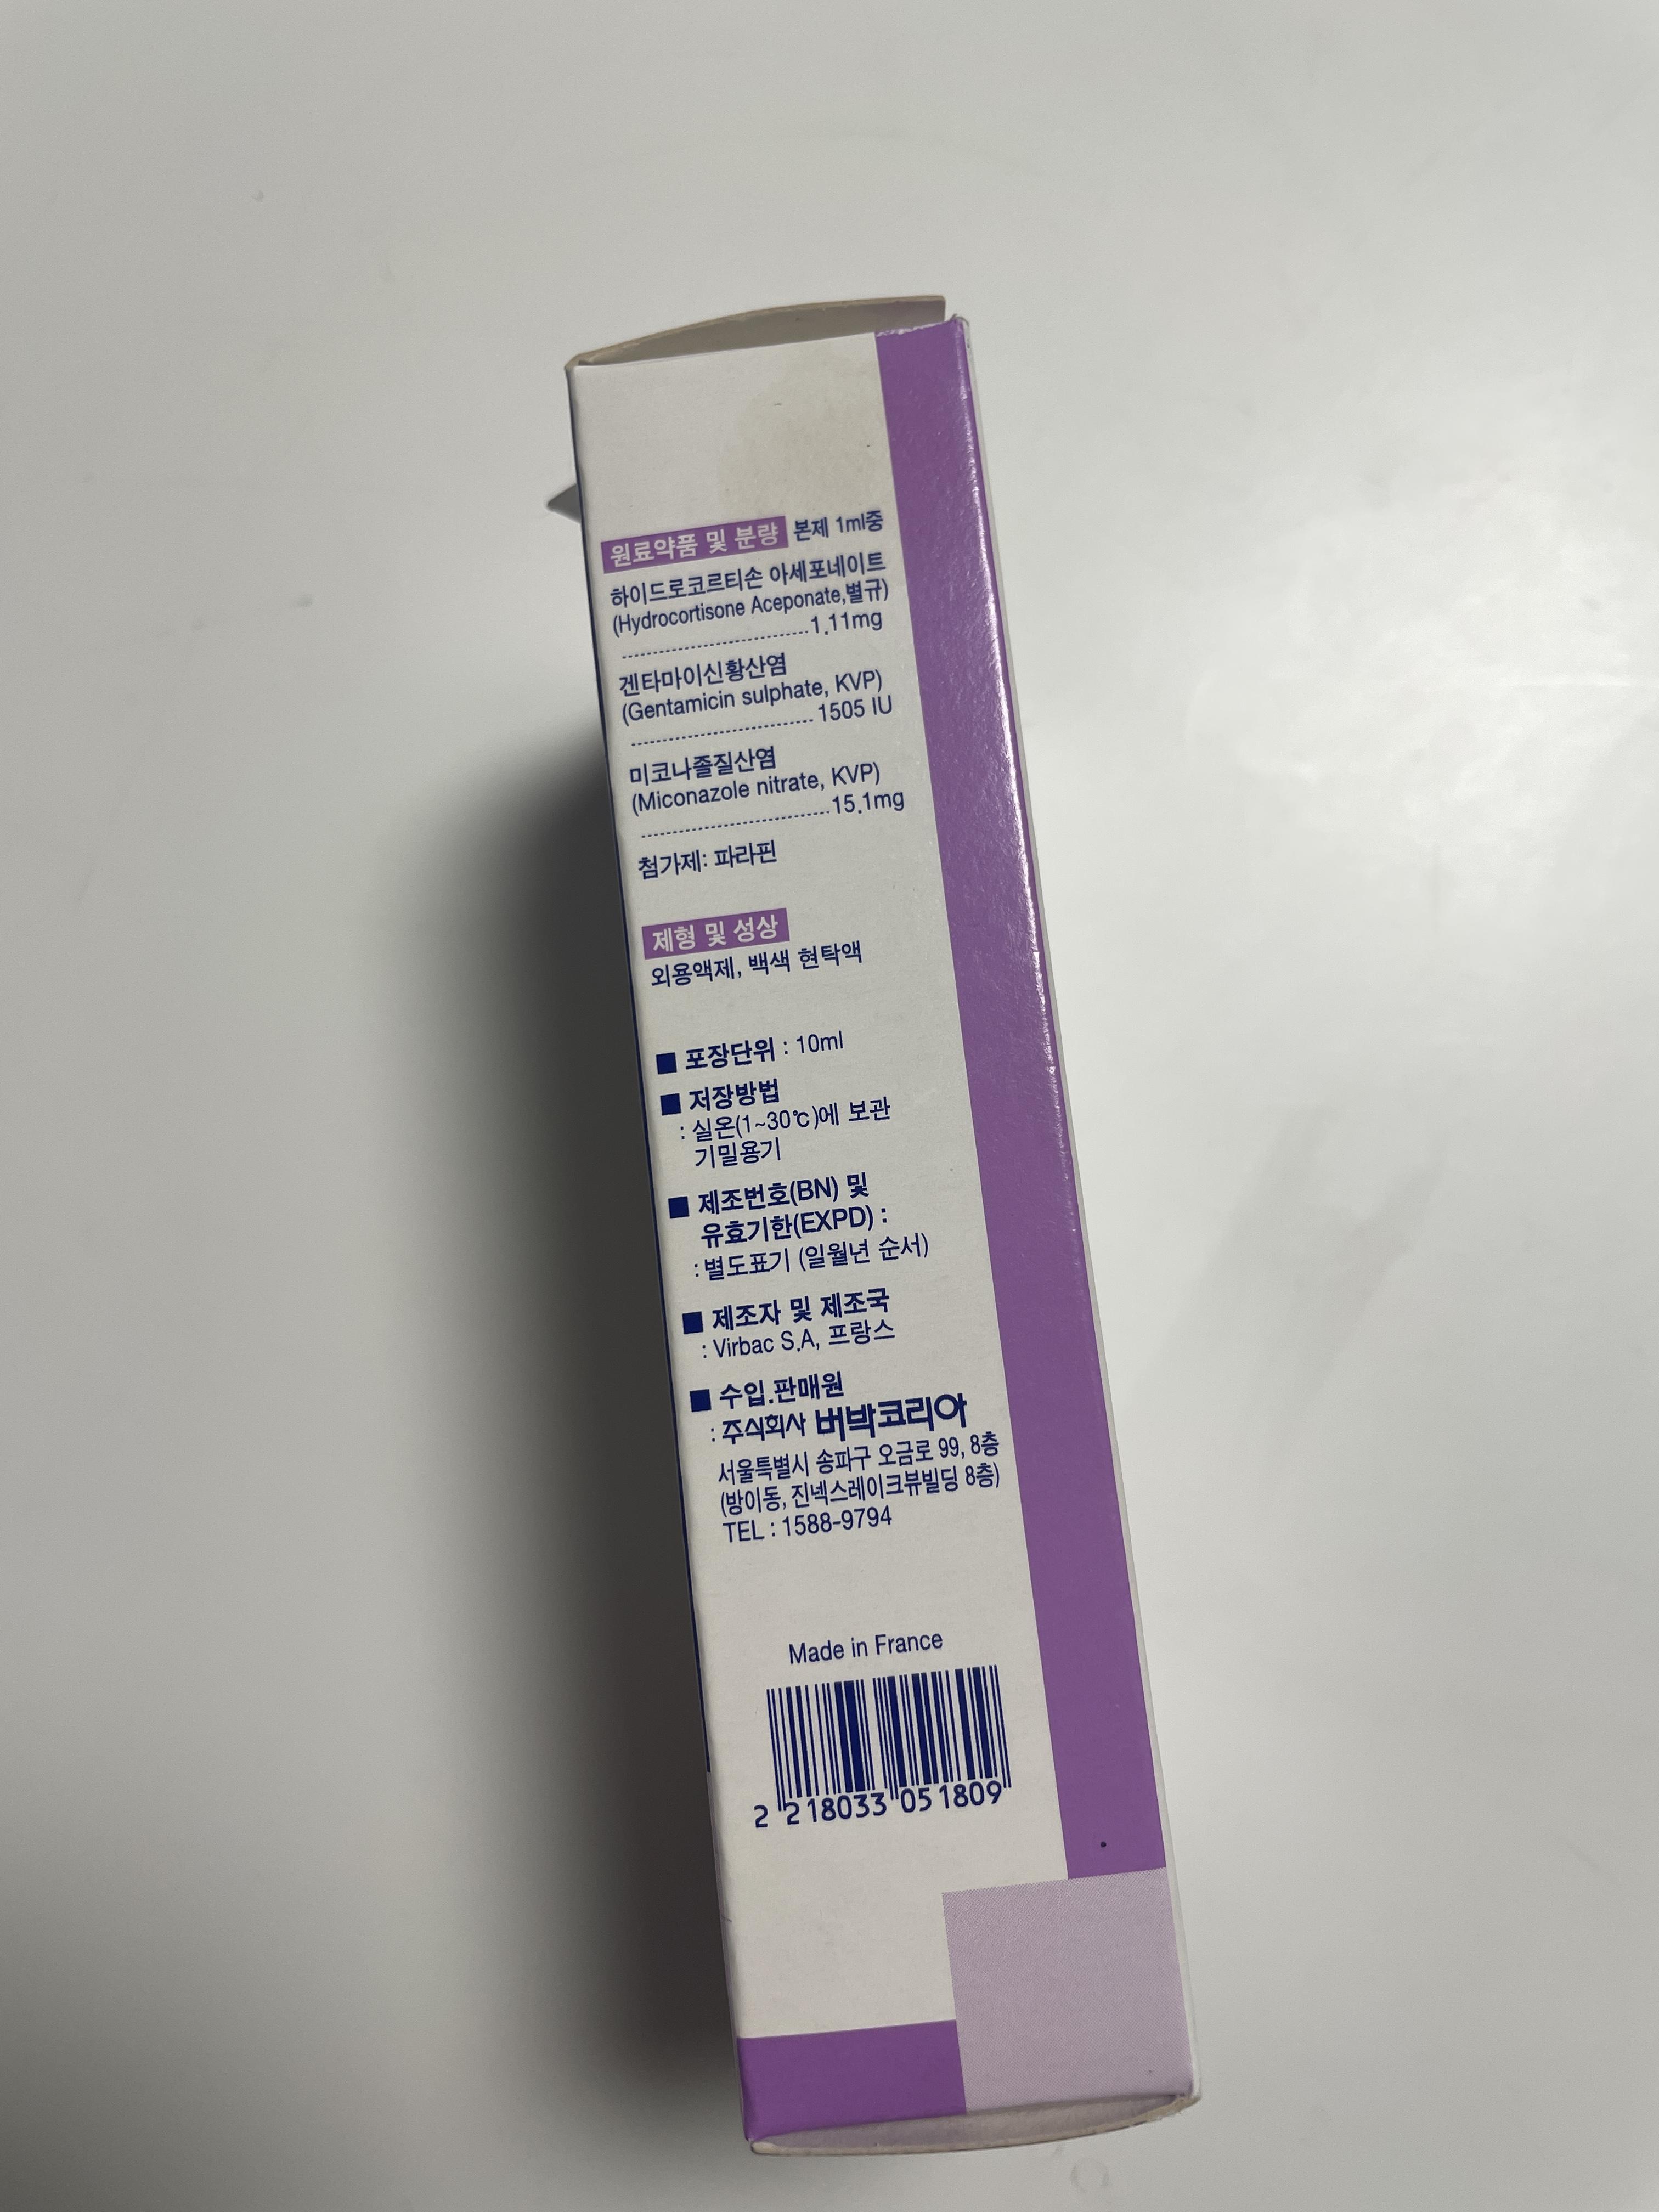 원료약품 및 분량 본제 1ml중
하이드로코르티손 아세포네이트
(Hydrocortisone Aceponate,별규)
------------------------------1.11mg
겐타마이신황산염
(Gentamicin sulphate, KVP)
------------------------------1505 IU
미코나졸질산염
(Miconazole nitrate, KVP)
------------------------------15.1mg
첨가제: 파라핀
제형 및 성상
외용액제, 백색 현탁액
■ 포장단위 : 10ml
■ 저장방법
: 실온(1~30℃)에 보관
기밀용기
■ 제조번호(BN) 및
유효기한(EXPD) :
: 별도표기 (일월년 순서)
■ 제조자 및 제조국
: Virbac S.A, 프랑스
■ 수입.판매원
: 주식회사 버박코리아
서울특별시 송파구 오금로 99, 8층
(방이동, 진넥스레이크뷰빌딩 8층)
TEL : 1588-9794
Made in France
2 218033 051809